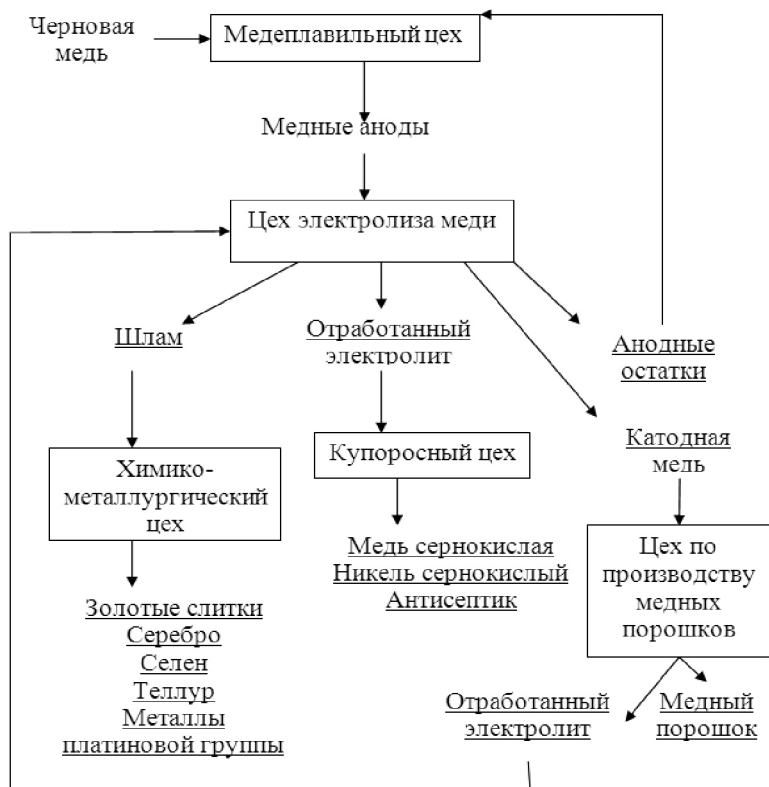 Черновая
медь
Медеплавильный цех
Медные аноды
Цех электролиза меди
Шлам
Отработанный
электролит
Анодные
остатки
Катодная
медь
Химико-
металлургический
цех
Купоросный цех
Медь сернокислая
Никель сернокислый
Антисептик
Цех по
производству
медных
порошков
Золотые слитки
Серебро
Селен
Теллур
Металлы
платиновой группы
Отработанный
электролит
Медный
порошок